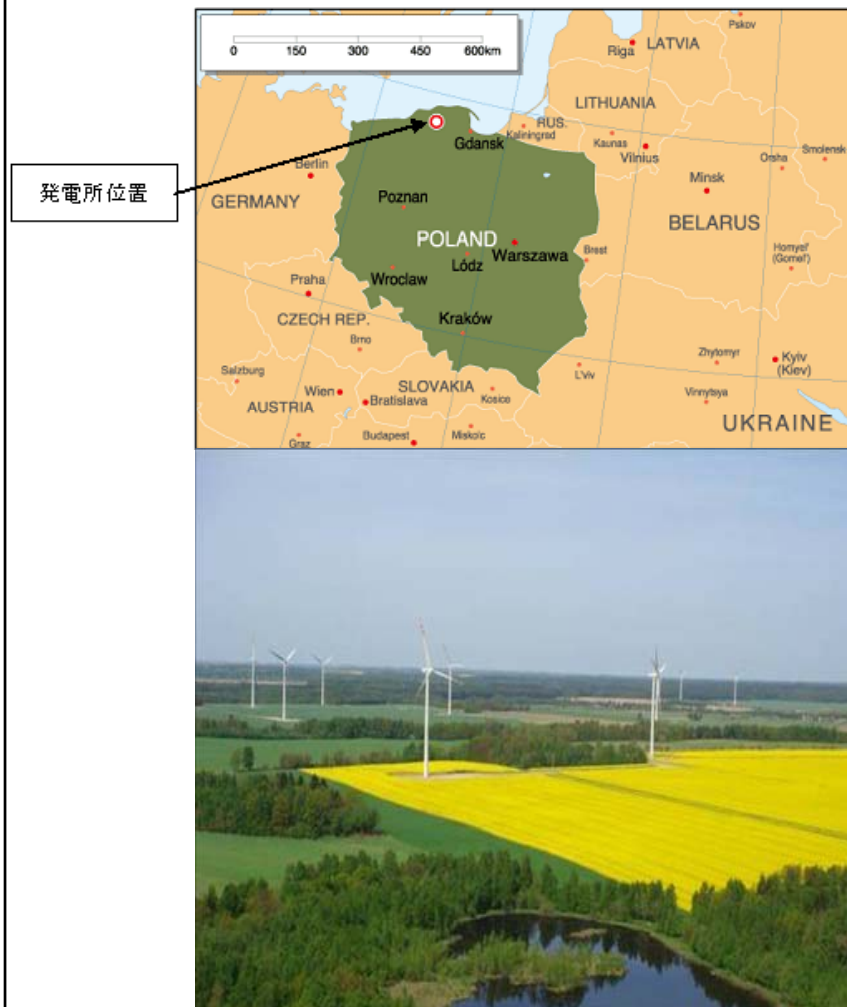 0 150 300 450 600km
Pskov
Riga
LATVIA
LITHUANIA
RUS.
Kaliningrad
Kaunas
Vilnius
Gdansk
Smolensk
Orsha
Minsk
Berlin
発電所位置
GERMANY
Poznan
BELARUS
POLAND
Warszawa
Brest
Homyel'
(Gomel')
Lódz
Wroclaw
Praha
CZECH REP.
Kraków
Brno
Zhytomyr
Kyiv
(Kiev)
Salzburg
L'viv
Wien
SLOVAKIA
Kosice
Vinnytsya
AUSTRIA
Bratislava
UKRAINE
Graz
Budapest
Miskolc